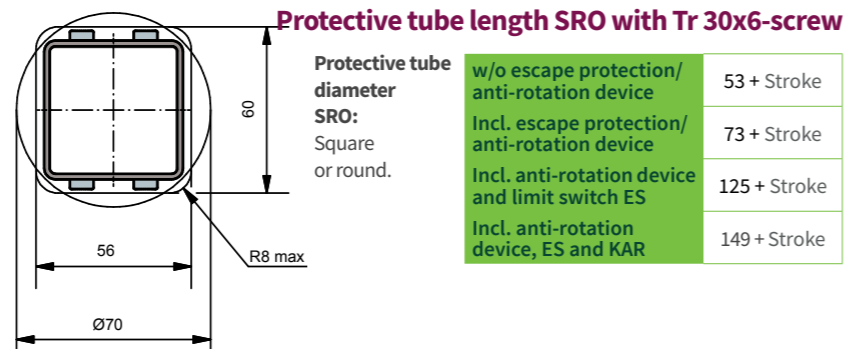 Protective tube length SRO with Tr 30x6-screw
Protective tube
diameter
SRO:
Square
or round.
w/o escape protection/
anti-rotation device
53 + Stroke
Incl. escape protection/
anti-rotation device
73 + Stroke
Incl. anti-rotation device
and limit switch ES
125 + Stroke
Incl. anti-rotation
device, ES and KAR
149 + Stroke
60
56
R8 max
Ø70